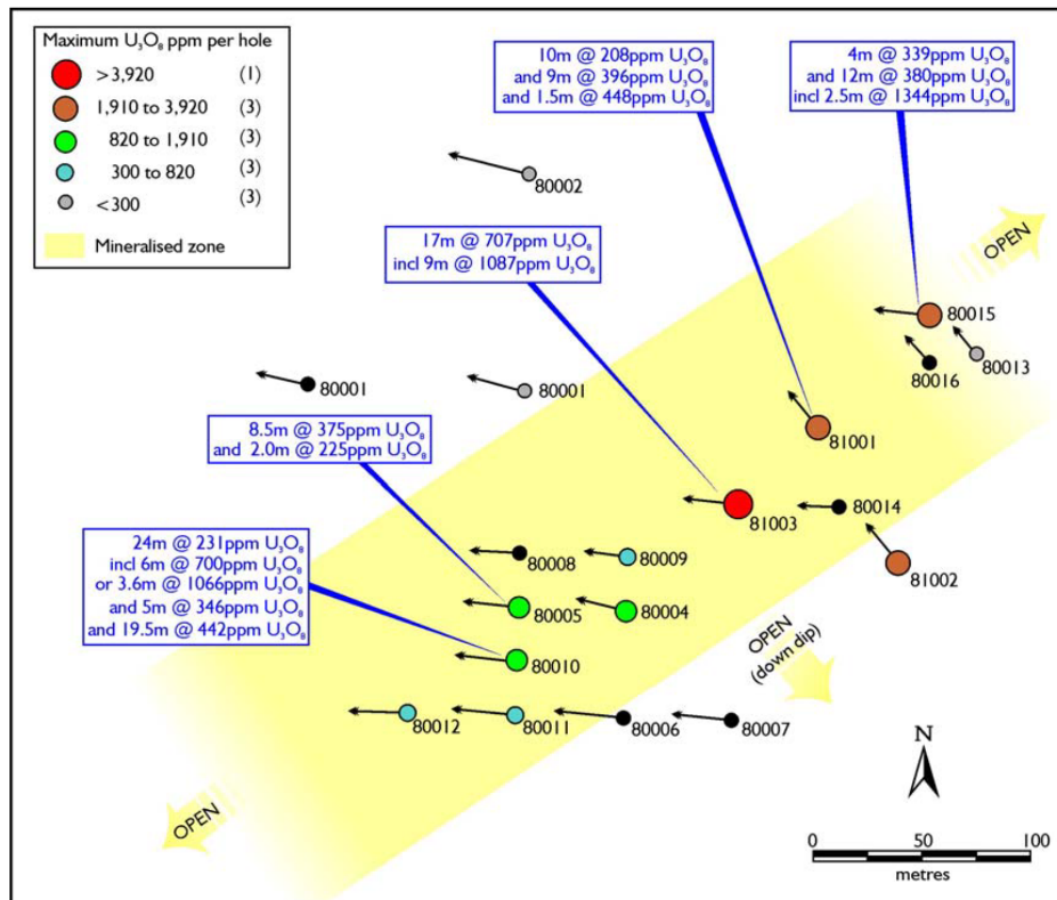 Maximum U₃O₈ ppm per hole
>3,920 (1)
1,910 to 3,920 (3)
820 to 1,910 (3)
300 to 820 (3)
<300 (3)
Mineralised zone
10m @ 208ppm U₃O₈
and 9m @ 396ppm U₃O₈
and 1.5m @ 448ppm U₃O₈
4m @ 339ppm U₃O₈
and 12m @ 380ppm U₃O₈
incl 2.5m @ 1344ppm U₃O₈
80002
17m @ 707ppm U₃O₈
incl 9m @ 1087ppm U₃O₈
OPEN
80015
80016
80013
80001
80001
81001
8.5m @ 375ppm U₃O₈
and 2.0m @ 225ppm U₃O₈
81003
80014
24m @ 231ppm U₃O₈
incl 6m @ 700ppm U₃O₈
or 3.6m @ 1066ppm U₃O₈
and 5m @ 346ppm U₃O₈
and 19.5m @ 442ppm U₃O₈
80008
80009
81002
80005
80004
OPEN
(down dip)
80010
80012
80011
80006
80007
N
OPEN
0 50 100
metres